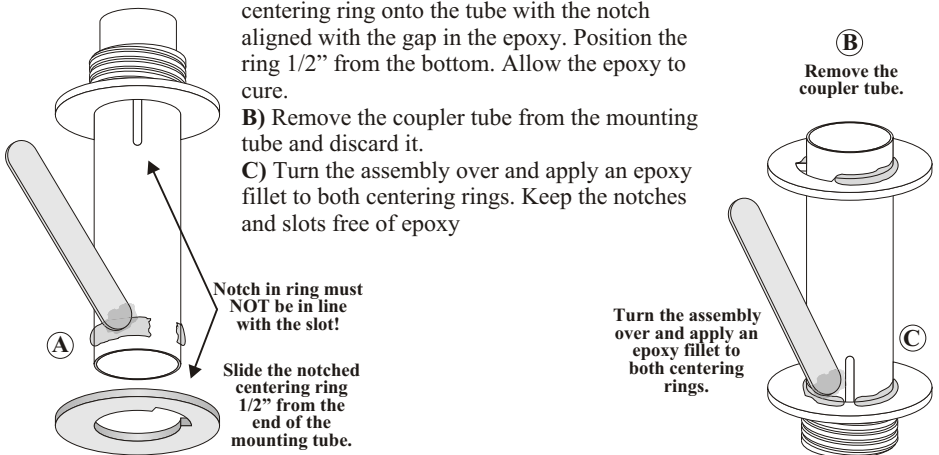 centering ring onto the tube with the notch
aligned with the gap in the epoxy. Position the
ring 1/2” from the bottom. Allow the epoxy to
cure.
B) Remove the coupler tube from the mounting
tube and discard it.
C) Turn the assembly over and apply an epoxy
fillet to both centering rings. Keep the notches
and slots free of epoxy
Notch in ring must
NOT be in line
with the slot!
A
Slide the notched
centering ring
1/2” from the
end of the
mounting tube.
B
Remove the
coupler tube.
Turn the assembly
over and apply an
epoxy fillet to
both centering
rings.
C